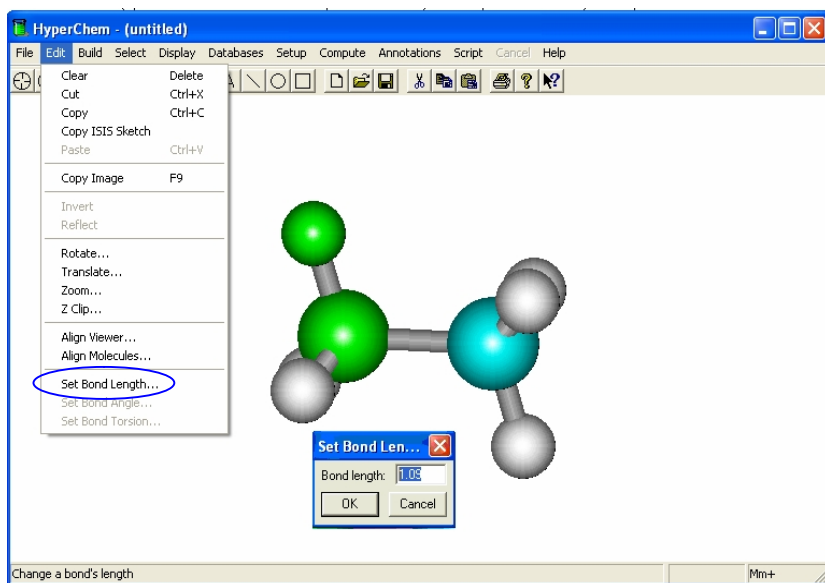 HyperChem - (untitled)
File Edit Build Select Display Databases Setup Compute Annotations Script Cancel Help
Clear Delete
Cut Ctrl+X
Copy Ctrl+C
Copy ISIS Sketch
Paste Ctrl+V
Copy Image F9
Invert
Reflect
Rotate...
Translate...
Zoom...
Z Clip...
Align Viewer...
Align Molecules...
Set Bond Length...
Set Bond Angle...
Set Bond Torsion...
Set Bond Len...
Bond length: 1.09
OK Cancel
Change a bond's length Mm+